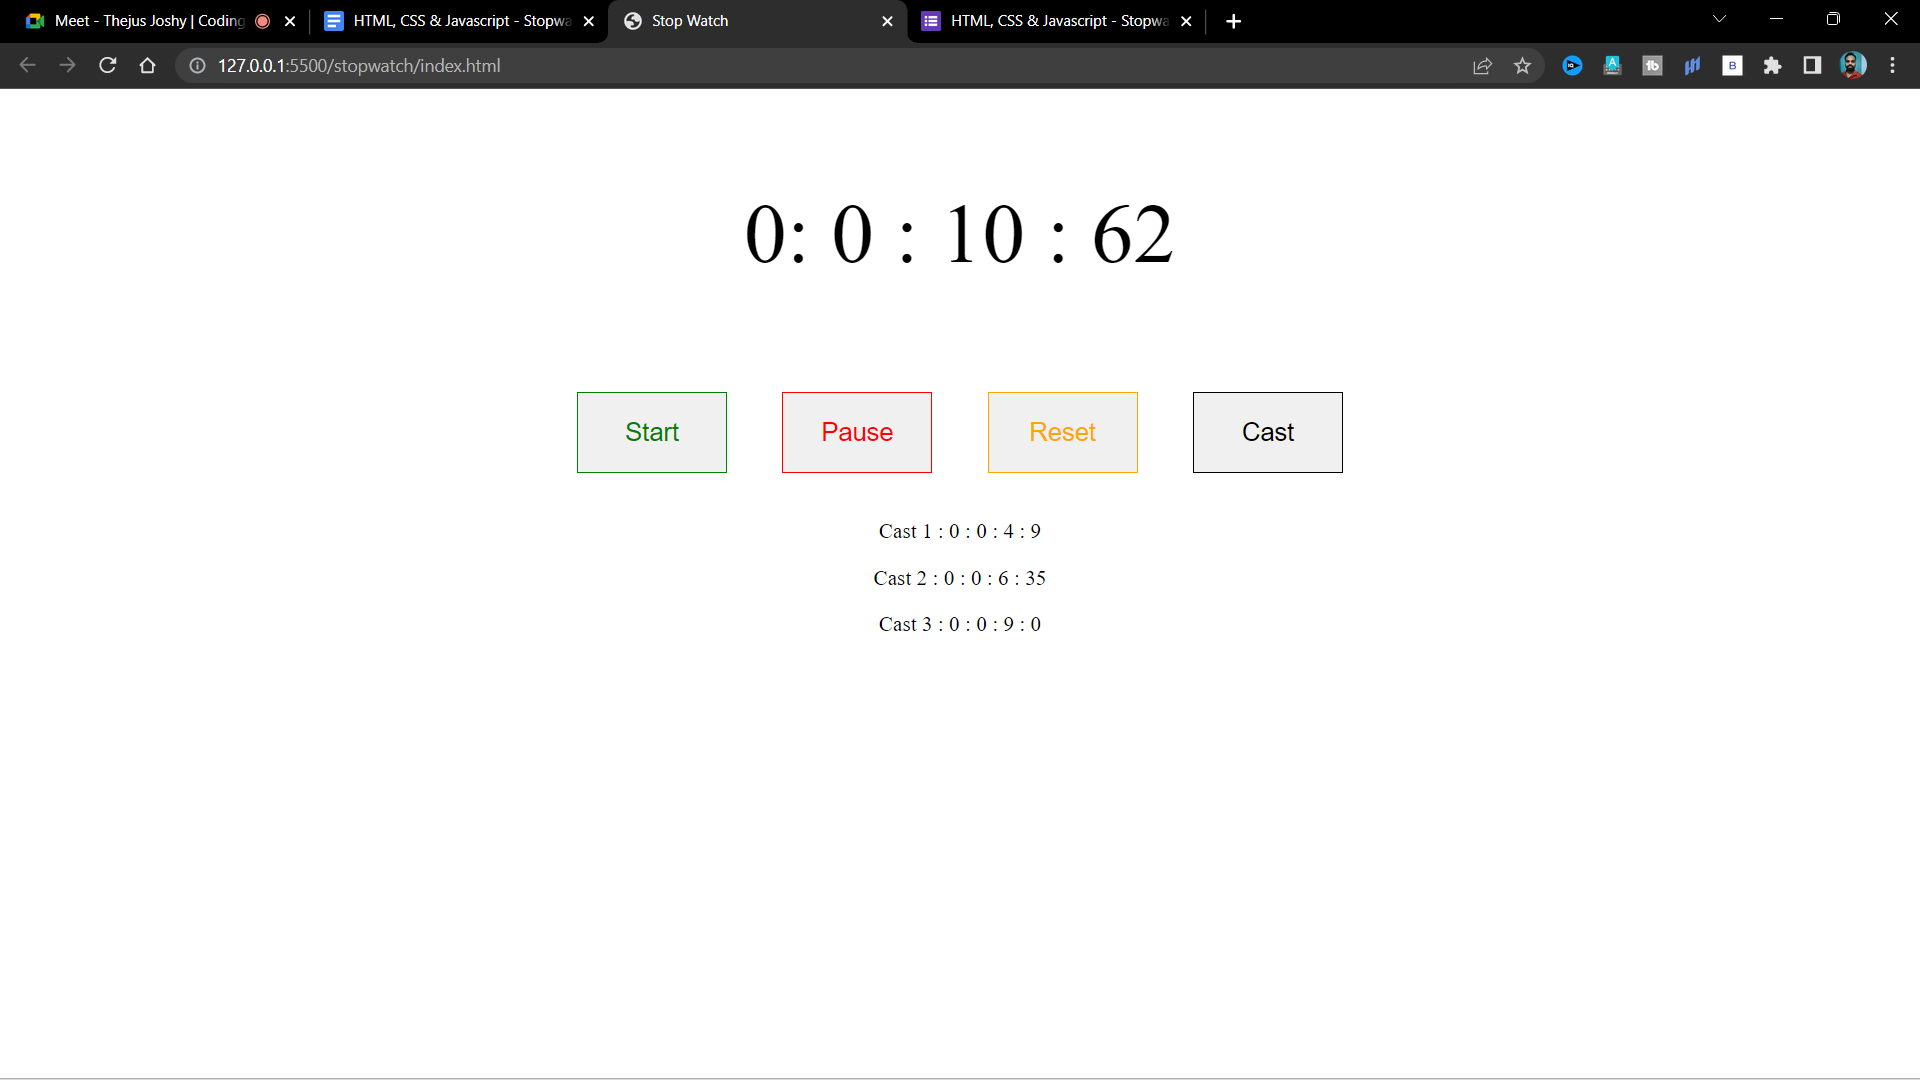 Meet - Thejus Joshy | Coding
HTML, CSS & Javascript - Stopwa
Stop Watch
HTML, CSS & Javascript - Stopwa
127.0.0.1:5500/stopwatch/index.html
0: 0 : 10 : 62
Start
Pause
Reset
Cast
Cast 1 : 0 : 0 : 4 : 9
Cast 2 : 0 : 0 : 6 : 35
Cast 3 : 0 : 0 : 9 : 0